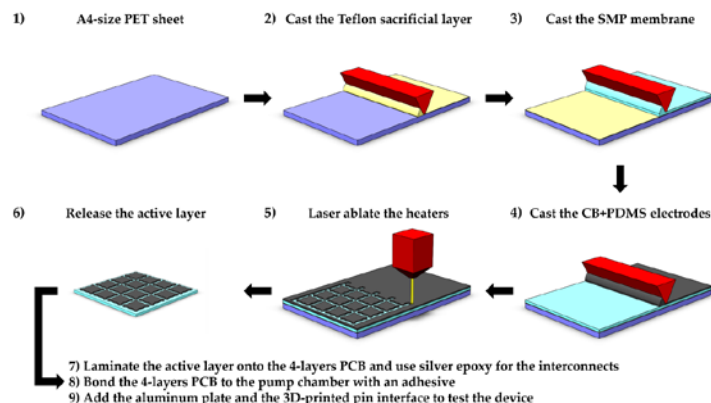 1) A4-size PET sheet
2) Cast the Teflon sacrificial layer
3) Cast the SMP membrane
6) Release the active layer
5) Laser ablate the heaters
4) Cast the CB+PDMS electrodes
7) Laminate the active layer onto the 4-layers PCB and use silver epoxy for the interconnects
8) Bond the 4-layers PCB to the pump chamber with an adhesive
9) Add the aluminum plate and the 3D-printed pin interface to test the device